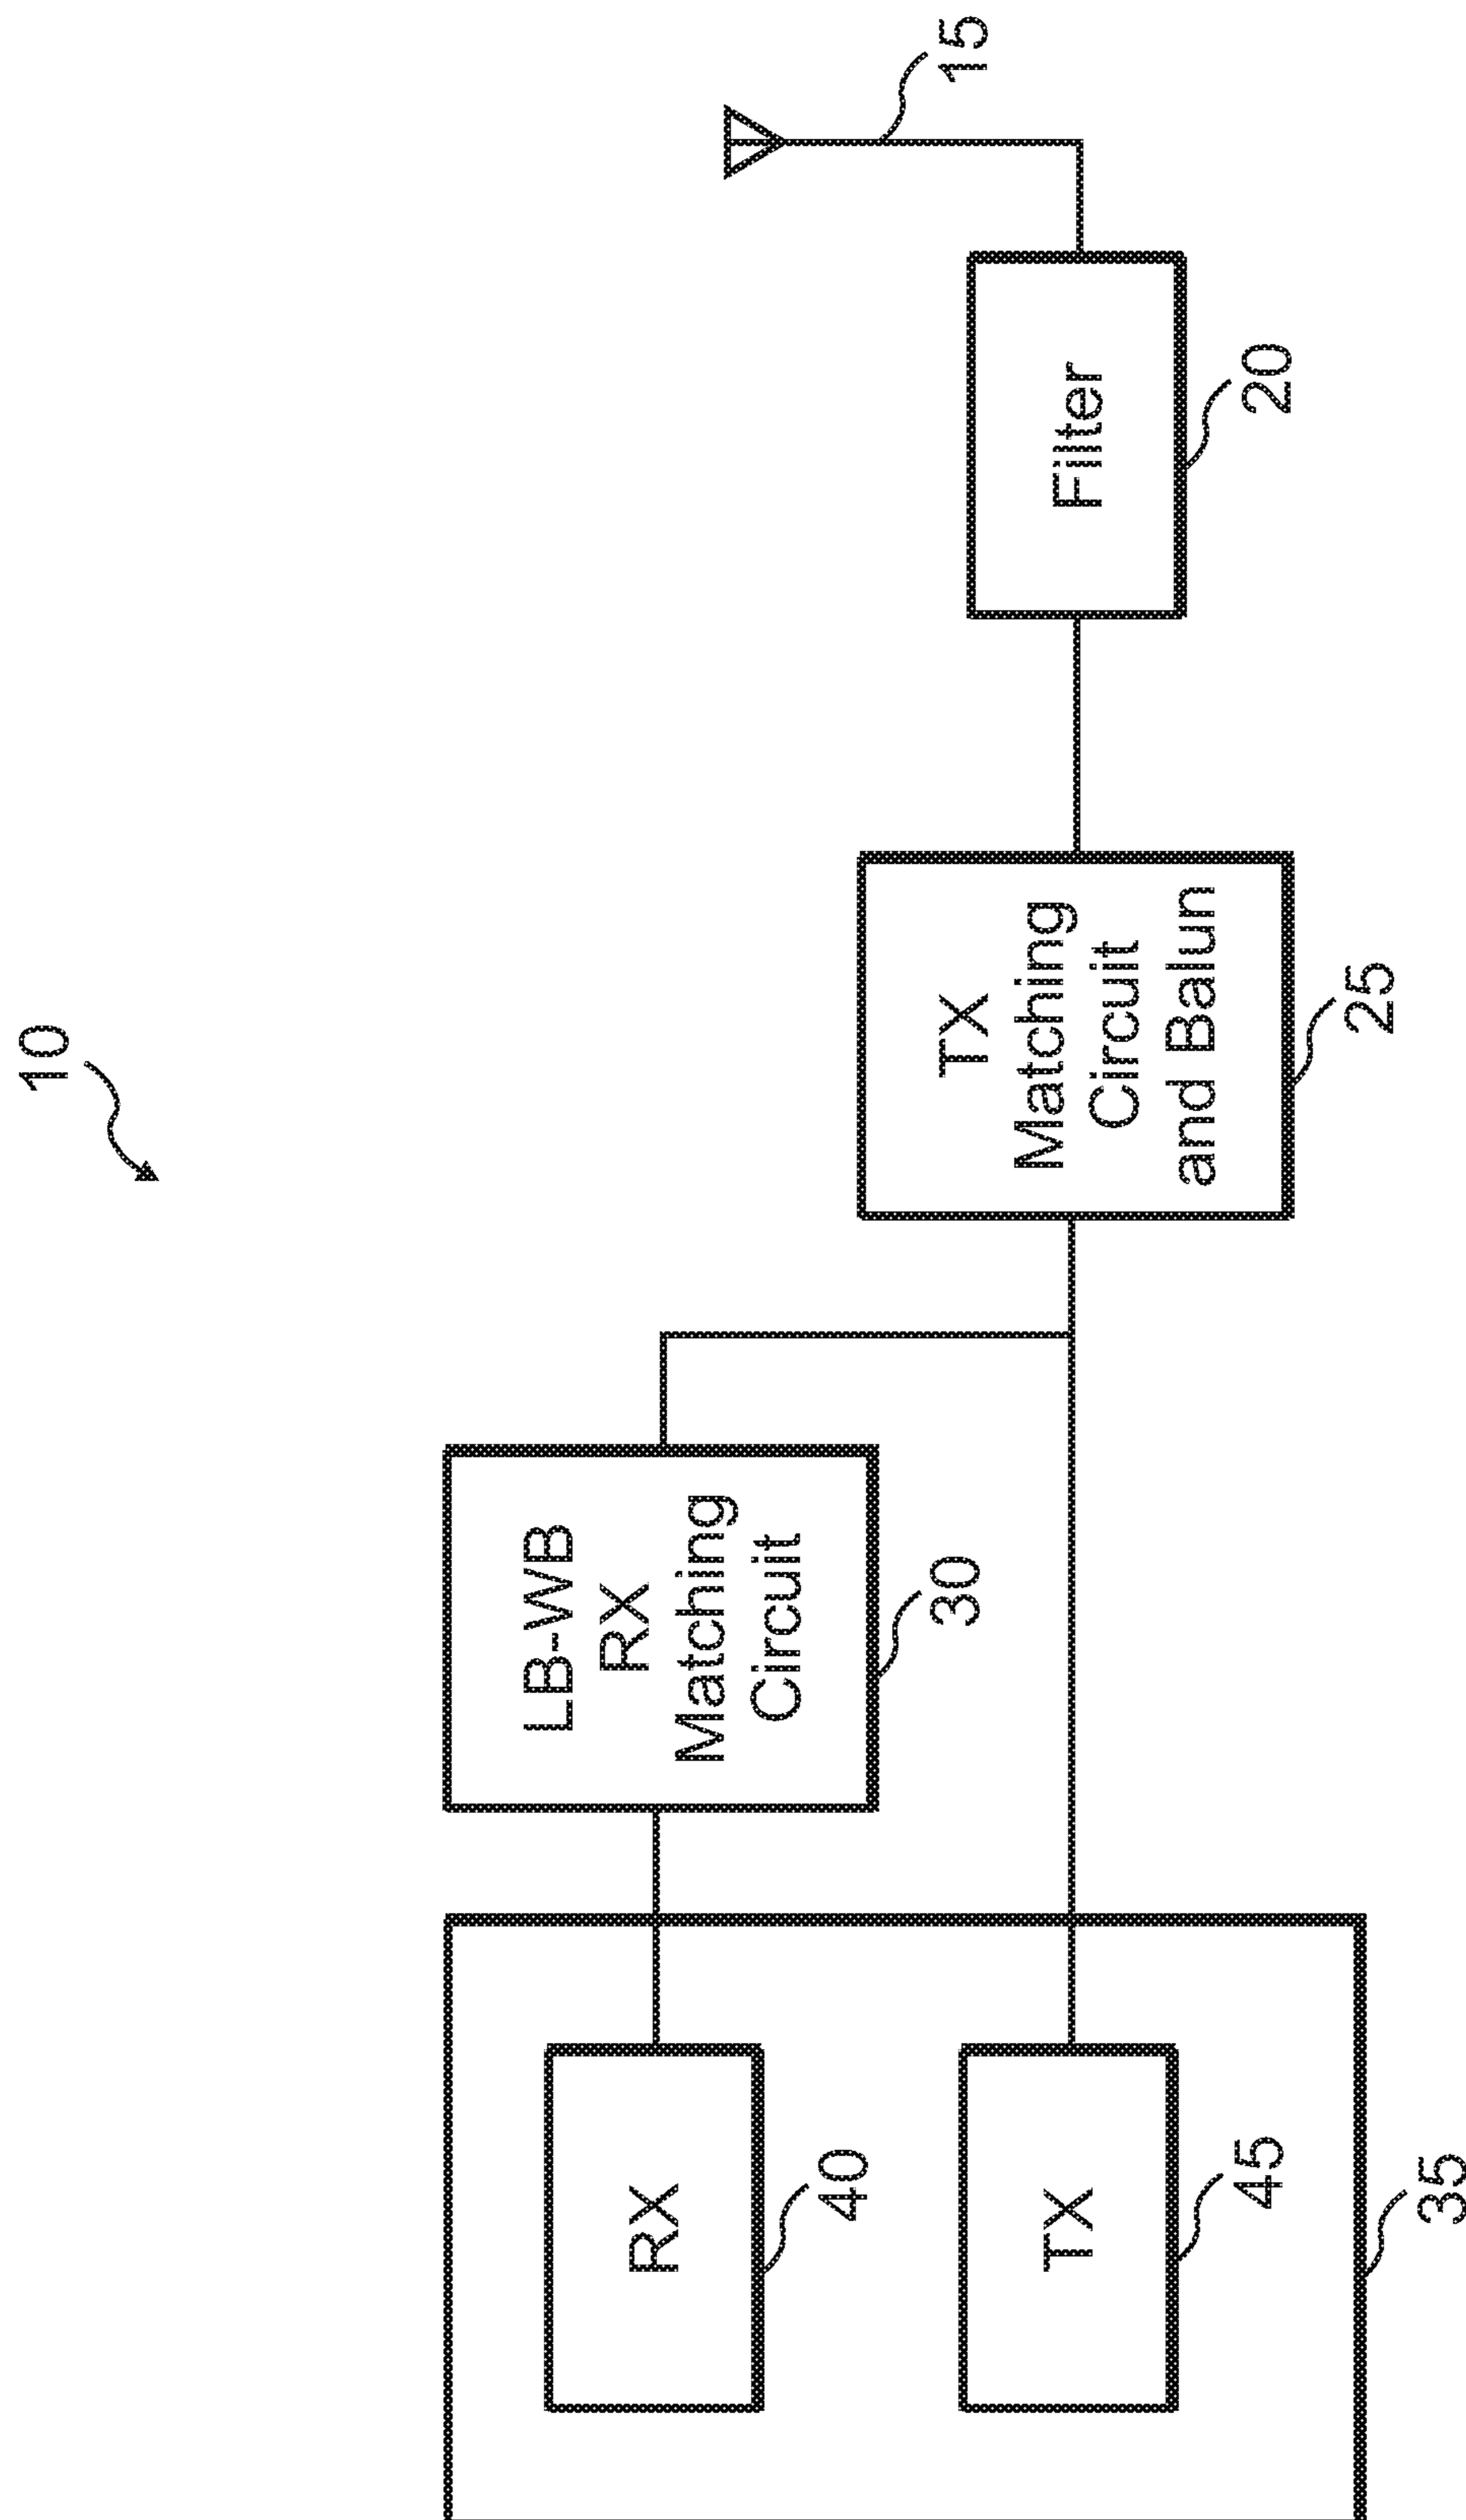 10
RX
40
TX
45
35
LB-WB
RX
Matching
Circuit
30
TX
Matching
Circuit
and Balun
25
Filter
20
15